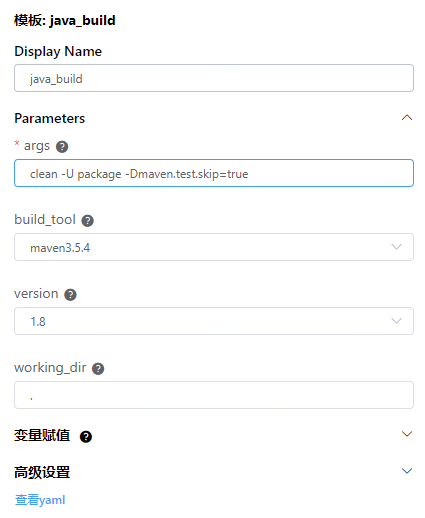 模板: java_build
Display Name
java_build
Parameters
* args ?
clean -U package -Dmaven.test.skip=true
build_tool ?
maven3.5.4
version ?
1.8
working_dir ?
.
变量赋值 ?
高级设置
查看yaml